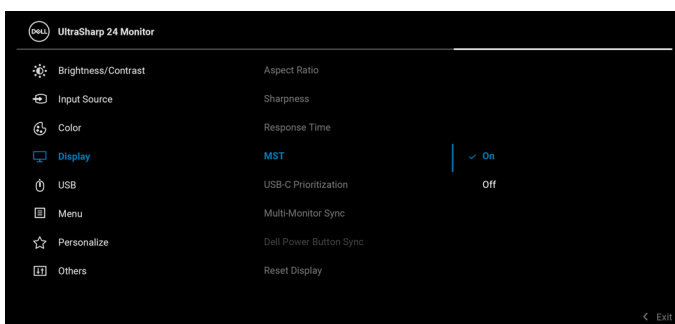 DELL UltraSharp 24 Monitor
Brightness/Contrast
Aspect Ratio
Input Source
Sharpness
Color
Response Time
Display
MST
On
USB
USB-C Prioritization
Off
Menu
Multi-Monitor Sync
Personalize
Dell Power Button Sync
Others
Reset Display
Exit